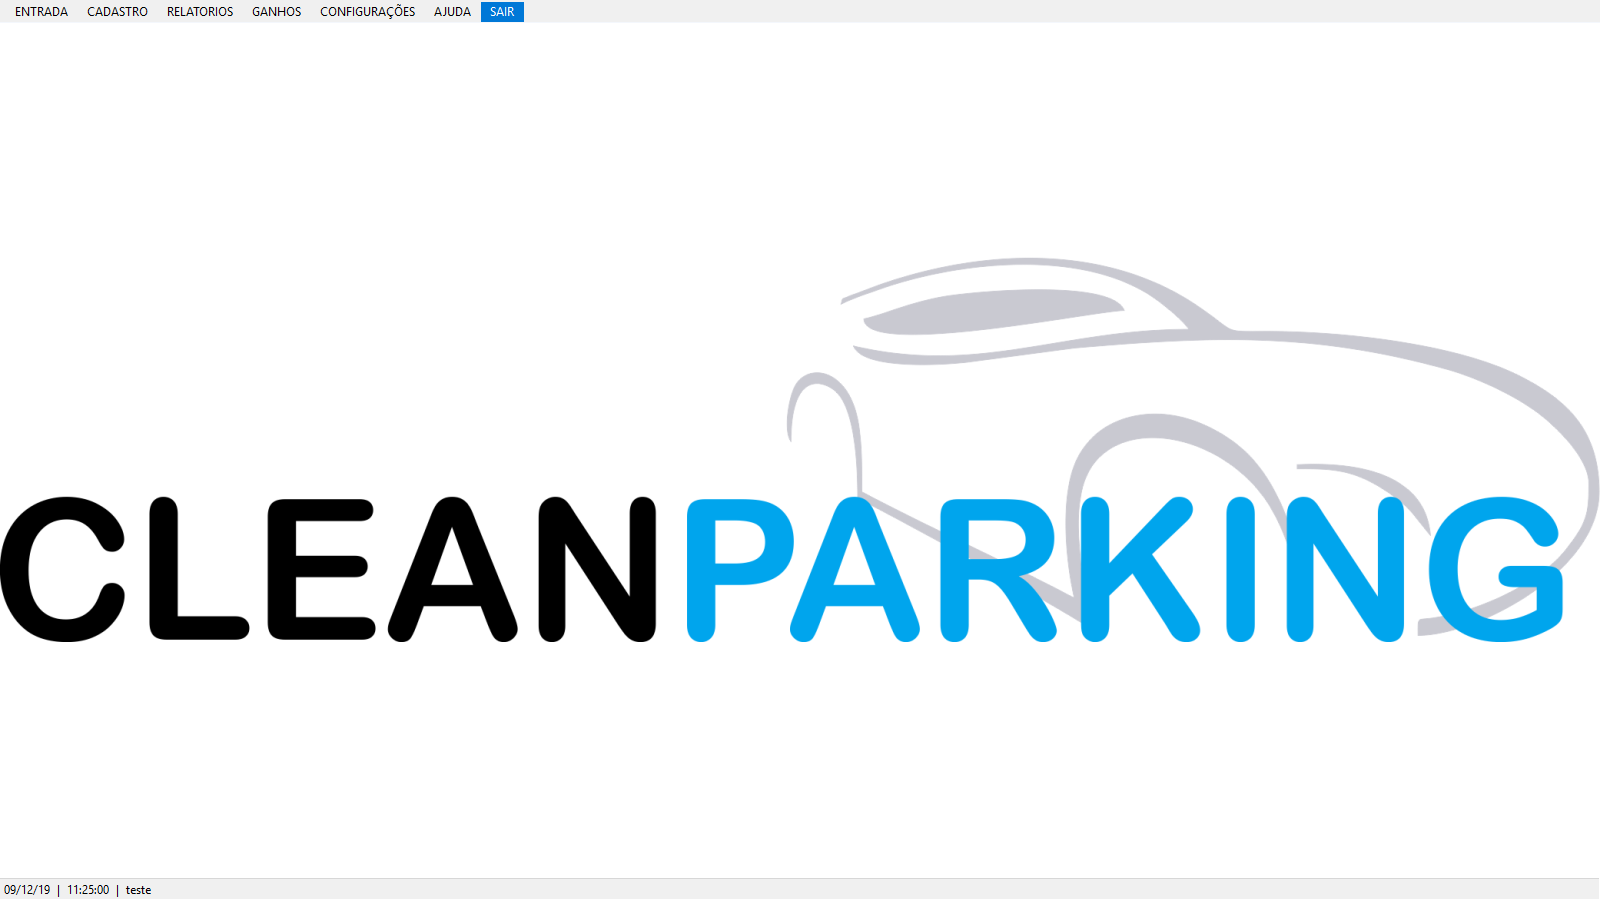 ENTRADA CADASTRO RELATORIOS GANHOS CONFIGURAÇÕES AJUDA SAIR
CLEANPARKING
09/12/19 | 11:25:00 | teste